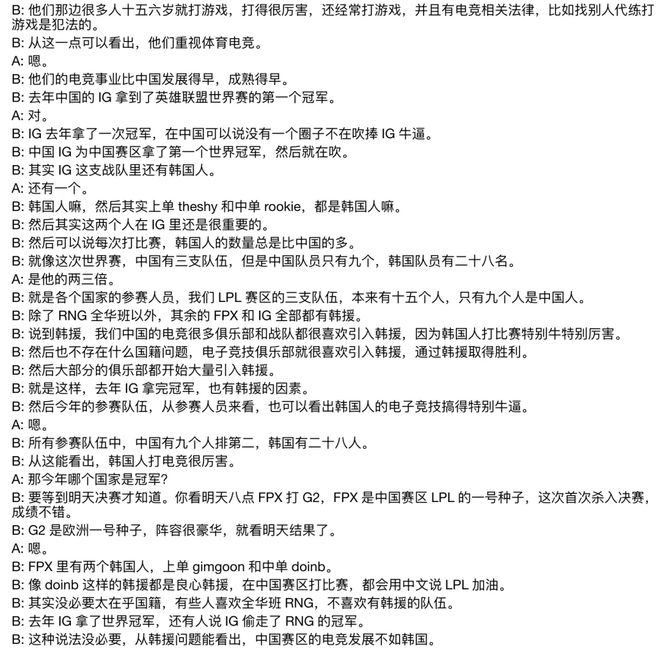 B: 他们那边很多人十五六岁就打游戏，打得很厉害，还经常打游戏，并且有电竞相关法律，比如找别人代练打
游戏是犯法的。
B: 从这一点可以看出，他们重视体育电竞。
A: 嗯。
B: 他们的电竞事业比中国发展得早，成熟得早。
B: 去年中国的 IG 拿到了英雄联盟世界赛的第一个冠军。
A: 对。
B: IG 去年拿了一次冠军，在中国可以说没有一个圈子不在吹捧 IG 牛逼。
B: 中国 IG 为中国赛区拿了第一个世界冠军，然后就在吹。
B: 其实 IG 这支战队里还有韩国人。
A: 还有一个。
B: 韩国人嘛，然后其实上单 theshy 和中单 rookie，都是韩国人嘛。
B: 然后其实这两个人在 IG 里还是很重要的。
B: 然后可以说每次打比赛，韩国人的数量总是比中国的多。
B: 就像这次世界赛，中国有三支队伍，但是中国队员只有九个，韩国队员有二十八名。
A: 是他的两三倍。
B: 就是各个国家的参赛人员，我们 LPL 赛区的三支队伍，本来有十五个人，只有九个人是中国人。
B: 除了 RNG 全华班以外，其余的 FPX 和 IG 全部都有韩援。
B: 说到韩援，我们中国的电竞很多俱乐部和战队都很喜欢引入韩援，因为韩国人打比赛特别牛特别厉害。
B: 然后也不存在什么国籍问题，电子竞技俱乐部就很喜欢引入韩援，通过韩援取得胜利。
B: 然后大部分的俱乐部都开始大量引入韩援。
B: 就是这样，去年 IG 拿完冠军，也有韩援的因素。
B: 然后今年的参赛队伍，从参赛人员来看，也可以看出韩国人的电子竞技搞得特别牛逼。
A: 嗯。
B: 所有参赛队伍中，中国有九个人排第二，韩国有二十八人。
B: 从这能看出，韩国人打电竞很厉害。
A: 那今年哪个国家是冠军?
B: 要等到明天决赛才知道。你看明天八点 FPX 打 G2，FPX 是中国赛区 LPL 的一号种子，这次首次杀入决赛，
成绩不错。
B: G2 是欧洲一号种子，阵容很豪华，就看明天结果了。
A: 嗯。
B: FPX 里有两个韩国人，上单 gimgoon 和中单 doinb。
B: 像 doinb 这样的韩援都是良心韩援，在中国赛区打比赛，都会用中文说 LPL 加油。
B: 其实没必要太在乎国籍，有些人喜欢全华班 RNG，不喜欢有韩援的队伍。
B: 去年 IG 拿了世界冠军，还有人说 IG 偷走了 RNG 的冠军。
B: 这种说法没必要，从韩援问题能看出，中国赛区的电竞发展不如韩国。